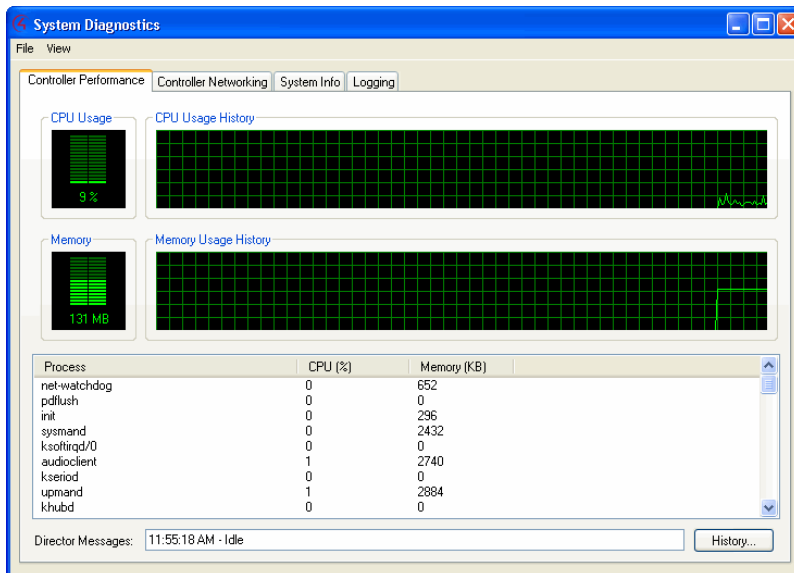 System Diagnostics
File View
Controller Performance Controller Networking System Info Logging
CPU Usage CPU Usage History
9 %
Memory Memory Usage History
131 MB
Process CPU (%) Memory (KB)
net-watchdog 0 652
pdflush 0 0
init 0 296
sysmand 0 2432
ksoftirqd/0 0 0
audioclient 1 2740
kseriod 0 0
upmand 1 2884
khubd 0 0
Director Messages: 11:55:18 AM - Idle History...